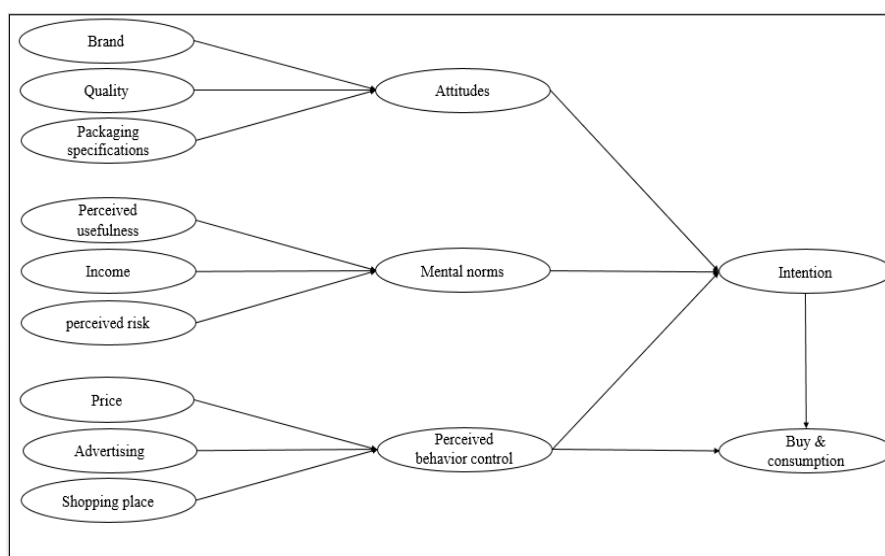 Brand
Quality
Packaging
specifications
Attitudes
Perceived
usefulness
Income
perceived risk
Mental norms
Intention
Price
Advertising
Shopping place
Perceived
behavior control
Buy &
consumption